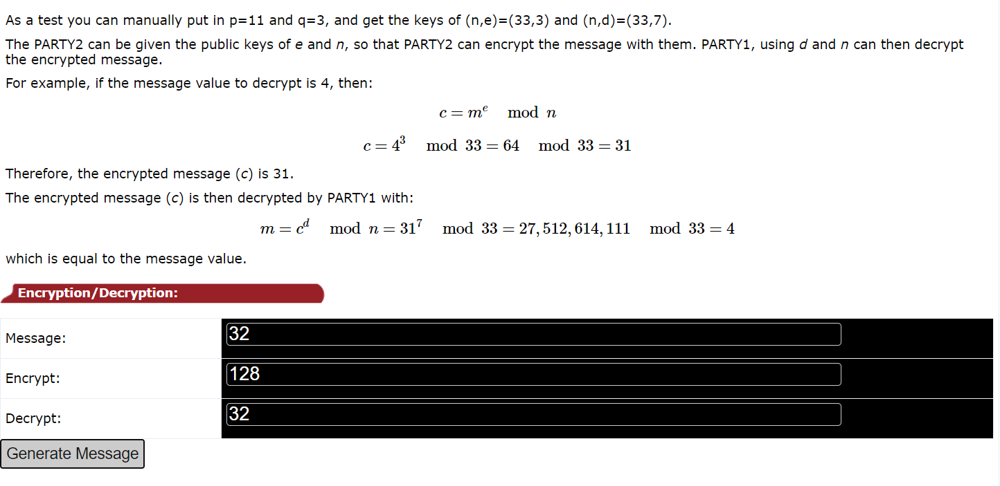 As a test you can manually put in p=11 and q=3, and get the keys of (n,e)=(33,3) and (n,d)=(33,7).
The PARTY2 can be given the public keys of e and n, so that PARTY2 can encrypt the message with them. PARTY1, using d and n can then decrypt
the encrypted message.
For example, if the message value to decrypt is 4, then:
c = mᵉ mod n
c = 4³ mod 33 = 64 mod 33 = 31
Therefore, the encrypted message (c) is 31.
The encrypted message (c) is then decrypted by PARTY1 with:
m = cᵈ mod n = 31⁷ mod 33 = 27,512,614,111 mod 33 = 4
which is equal to the message value.
Encryption/Decryption:
Message: 32
Encrypt: 128
Decrypt: 32
Generate Message